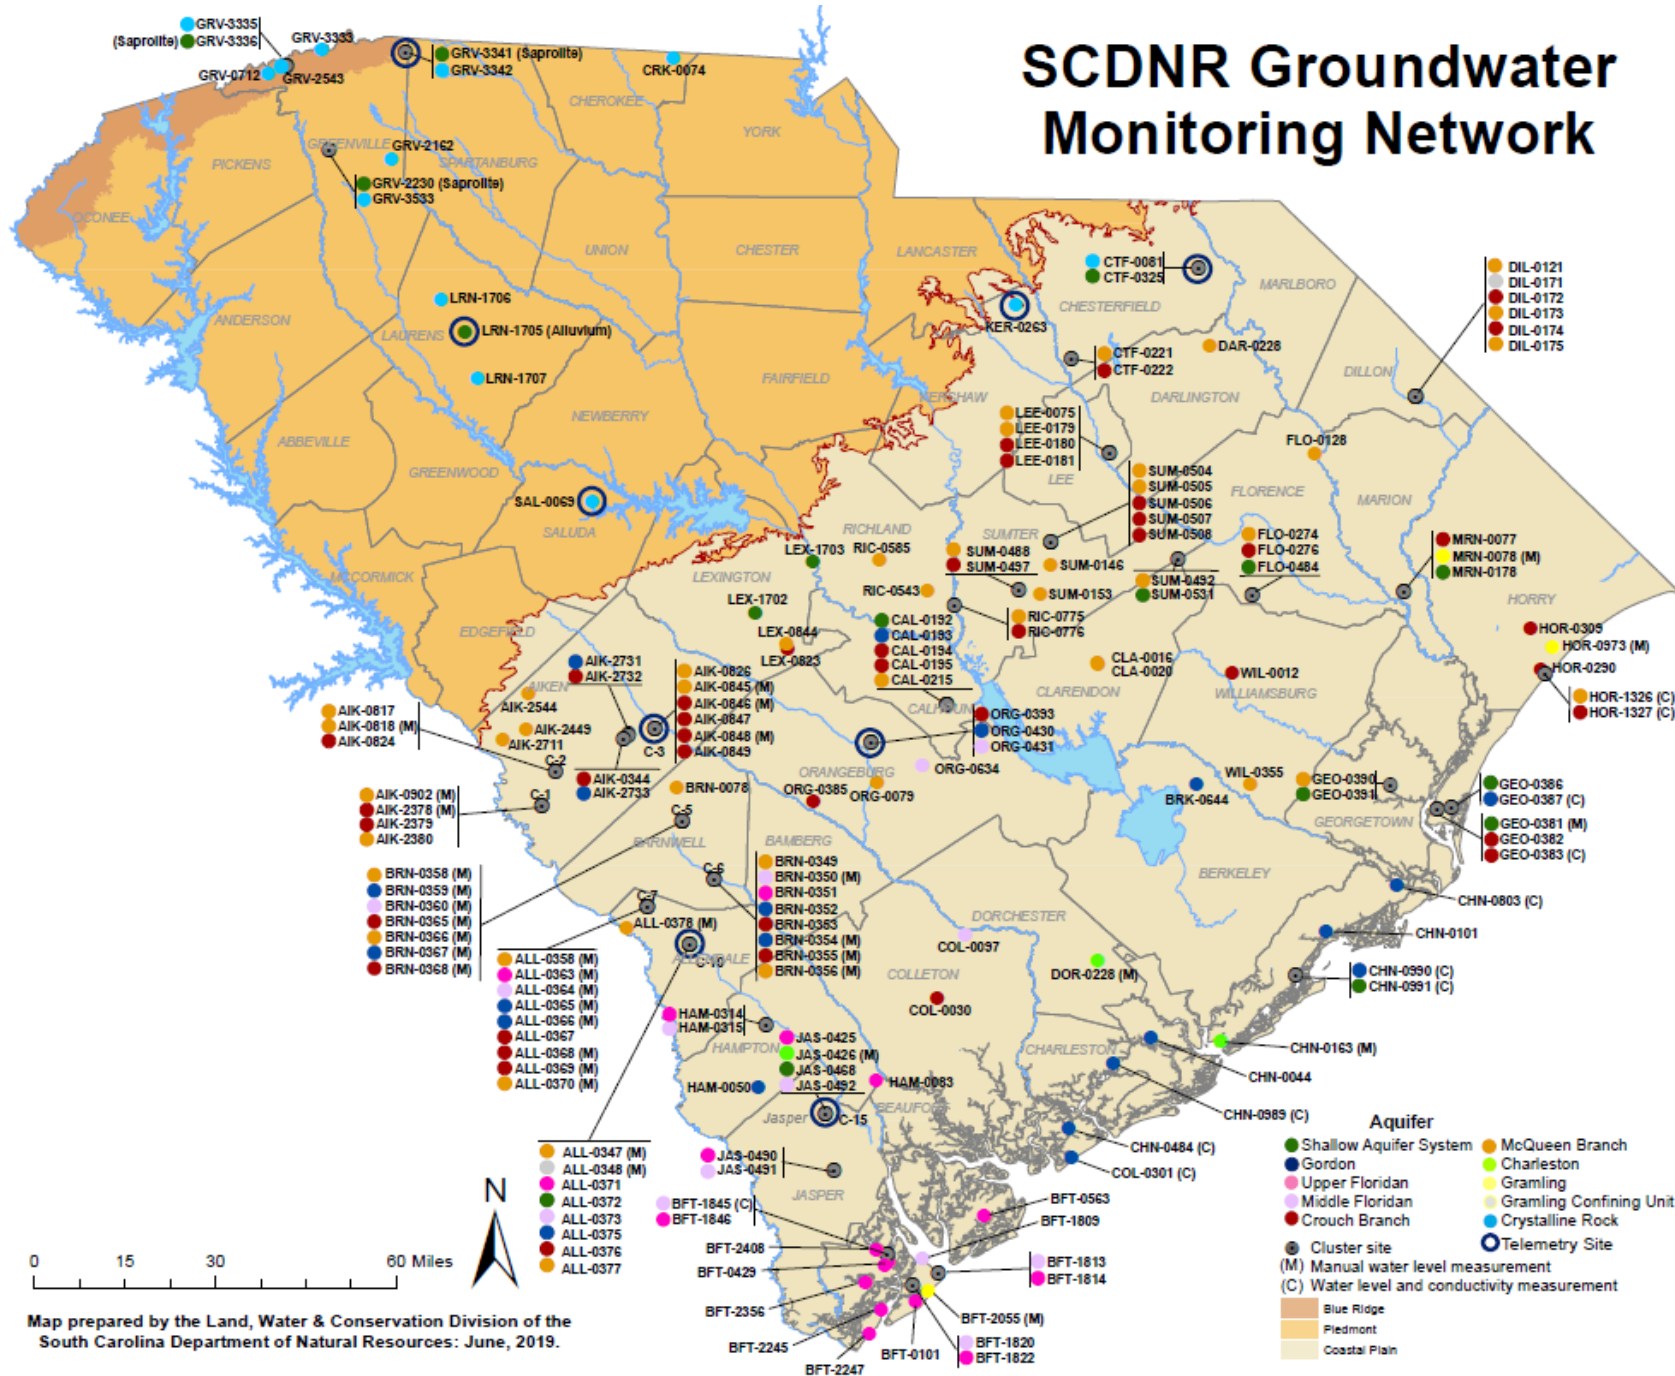 SCDNR Groundwater
Monitoring Network
GRV-3335
(Saprolite) GRV-3336
GRV-3333
GRV-0712
GRV-2543
GRV-3341 (Saprolite)
GRV-3342
CRK-0074
CHEROKEE
YORK
GREENVILLE
GRV-2162
SPARTANBURG
PICKENS
GRV-2230 (Saprolite)
GRV-3533
OCONEE
UNION
CHESTER
LANCASTER
CTF-0081
CTF-0325
CHESTERFIELD
MARLBORO
DIL-0121
DIL-0171
DIL-0172
DIL-0173
DIL-0174
DIL-0175
LRN-1706
ANDERSON
LAURENS
LRN-1705 (Alluvium)
KER-0263
CTF-0221
CTF-0222
DAR-0228
DILLON
LRN-1707
FAIRFIELD
KERSHAW
DARLINGTON
NEWBERRY
ABBEVILLE
LEE-0075
LEE-0179
LEE-0180
LEE-0181
FLO-0128
GREENWOOD
LEE
SUM-0504
SUM-0505
SUM-0506
SUM-0507
SUM-0508
FLORENCE
MARION
SAL-0069
SALUDA
RICHLAND
SUMTER
LEX-1703
RIC-0585
SUM-0488
SUM-0497
SUM-0146
FLO-0274
FLO-0276
FLO-0484
MRN-0077
MRN-0078 (M)
MRN-0178
MCCORMICK
LEXINGTON
LEX-1702
RIC-0543
SUM-0153
SUM-0492
SUM-0531
HORRY
EDGEFIELD
LEX-0844
LEX-0823
CAL-0192
CAL-0193
CAL-0194
CAL-0195
CAL-0215
RIC-0775
RIC-0776
HOR-0309
HOR-0973 (M)
HOR-0290
HOR-1326 (C)
HOR-1327 (C)
AIK-2731
AIK-2732
AIK-0826
AIK-0845 (M)
AIK-0846 (M)
AIK-0847
AIK-0848 (M)
AIK-0849
CLA-0016
CLA-0020
CLARENDON
WIL-0012
WILLIAMSBURG
AIKEN
AIK-2544
AIK-0817
AIK-0818 (M)
AIK-0824
AIK-2449
AIK-2711
C-3
C-2
CALHOUN
ORG-0393
ORG-0430
ORG-0431
ORG-0634
ORANGEBURG
AIK-0344
AIK-2733
BRN-0078
ORG-0385
ORG-0079
BRK-0644
WIL-0355
GEO-0390
GEO-0391
GEORGETOWN
GEO-0386
GEO-0387 (C)
GEO-0381 (M)
GEO-0382
GEO-0383 (C)
AIK-0902 (M)
AIK-2378 (M)
AIK-2379
AIK-2380
C-1
C-5
BARNWELL
BAMBERG
BRN-0358 (M)
BRN-0359 (M)
BRN-0360 (M)
BRN-0365 (M)
BRN-0366 (M)
BRN-0367 (M)
BRN-0368 (M)
C-6
BRN-0349
BRN-0350 (M)
BRN-0351
BRN-0352
BRN-0353
BRN-0354 (M)
BRN-0355 (M)
BRN-0356 (M)
BERKELEY
CHN-0803 (C)
C-7
ALL-0378 (M)
DORCHESTER
COL-0097
CHN-0101
ALLENDALE
C-10
COLLETON
DOR-0228 (M)
CHN-0990 (C)
CHN-0991 (C)
ALL-0358 (M)
ALL-0363 (M)
ALL-0364 (M)
ALL-0365 (M)
ALL-0366 (M)
ALL-0367
ALL-0368 (M)
ALL-0369 (M)
ALL-0370 (M)
COL-0030
HAM-0314
HAM-0315
HAMPTON
JAS-0425
JAS-0426 (M)
JAS-0468
JAS-0492
HAM-0050
HAM-0083
CHARLESTON
CHN-0163 (M)
CHN-0044
CHN-0989 (C)
Jasper
C-15
BEAUFORT
CHN-0484 (C)
COL-0301 (C)
ALL-0347 (M)
ALL-0348 (M)
ALL-0371
ALL-0372
ALL-0373
ALL-0375
ALL-0376
ALL-0377
JAS-0490
JAS-0491
JASPER
BFT-1845 (C)
BFT-1846
BFT-0563
BFT-1809
BFT-2408
BFT-0429
BFT-1813
BFT-1814
BFT-2356
BFT-2055 (M)
BFT-2245
BFT-2247
BFT-0101
BFT-1820
BFT-1822
Aquifer
Shallow Aquifer System
Gordon
Upper Floridan
Middle Floridan
Crouch Branch
McQueen Branch
Charleston
Gramling
Gramling Confining Unit
Crystalline Rock
Cluster site
Telemetry Site
(M) Manual water level measurement
(C) Water level and conductivity measurement
Blue Ridge
Piedmont
Coastal Plain
N
0 15 30 60 Miles
Map prepared by the Land, Water & Conservation Division of the
South Carolina Department of Natural Resources: June, 2019.